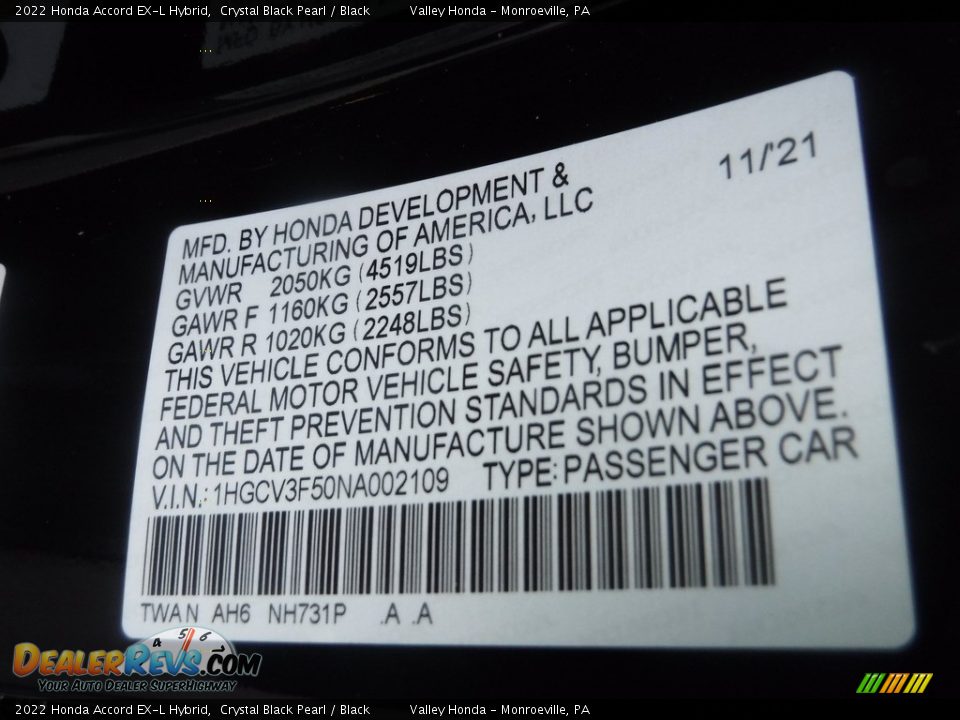 2022 Honda Accord EX-L Hybrid,  Crystal Black Pearl / Black          Valley Honda - Monroeville, PA
11/'21
MFD. BY HONDA DEVELOPMENT &
MANUFACTURING OF AMERICA, LLC
GVWR 2050KG (4519LBS)
GAWR F 1160KG (2557LBS)
GAWR R 1020KG (2248LBS)
THIS VEHICLE CONFORMS TO ALL APPLICABLE
FEDERAL MOTOR VEHICLE SAFETY, BUMPER,
AND THEFT PREVENTION STANDARDS IN EFFECT
ON THE DATE OF MANUFACTURE SHOWN ABOVE.
V.I.N.: 1HGCV3F50NA002109 TYPE: PASSENGER CAR
TWAN AH6 NH731P .A .A
4 5 6
DEALERREVS.COM
YOUR AUTO DEALER SUPERHIGHWAY
2022 Honda Accord EX-L Hybrid,  Crystal Black Pearl / Black          Valley Honda - Monroeville, PA